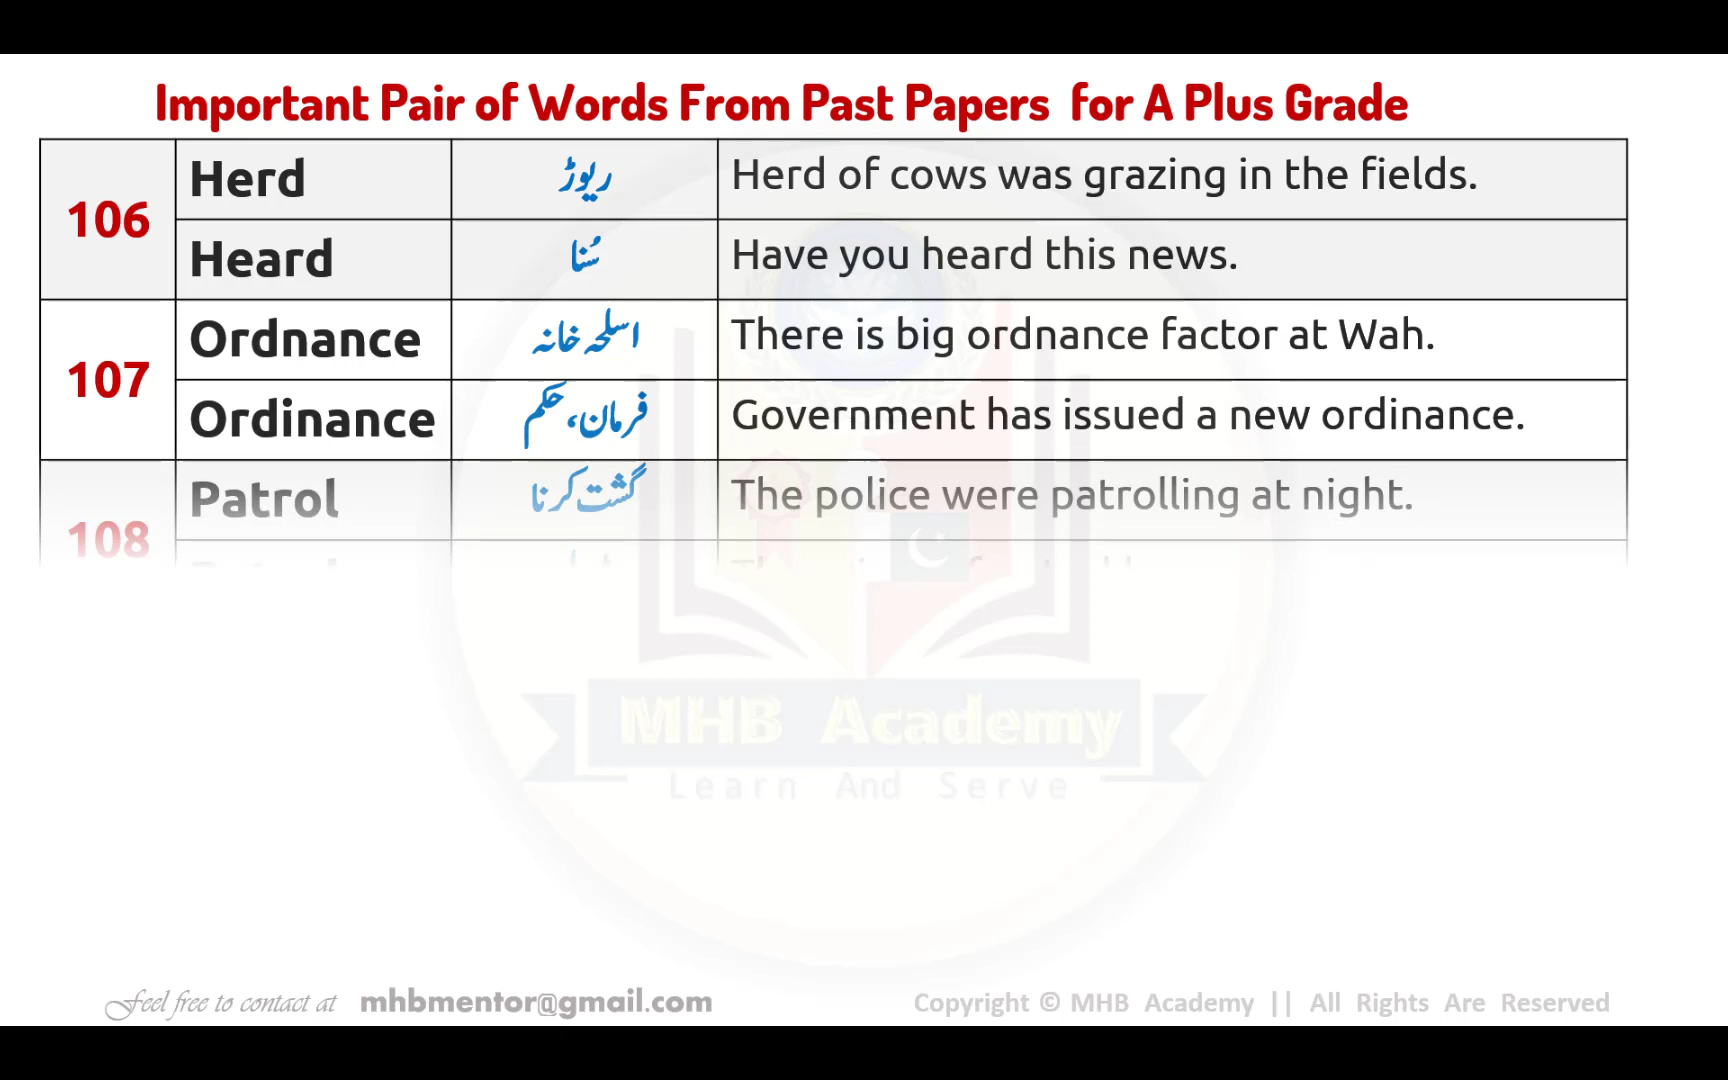 Important Pair of Words From Past Papers for A Plus Grade
106
Herd
ریوڑ
Herd of cows was grazing in the fields.
Heard
سُنا
Have you heard this news.
107
Ordnance
اسلحہ خانہ
There is big ordnance factor at Wah.
Ordinance
فرمان، حکم
Government has issued a new ordinance.
108
Patrol
گشت کرنا
The police were patrolling at night.
MHB Academy
Learn And Serve
Feel free to contact at mhbmentor@gmail.com
Copyright © MHB Academy || All Rights Are Reserved